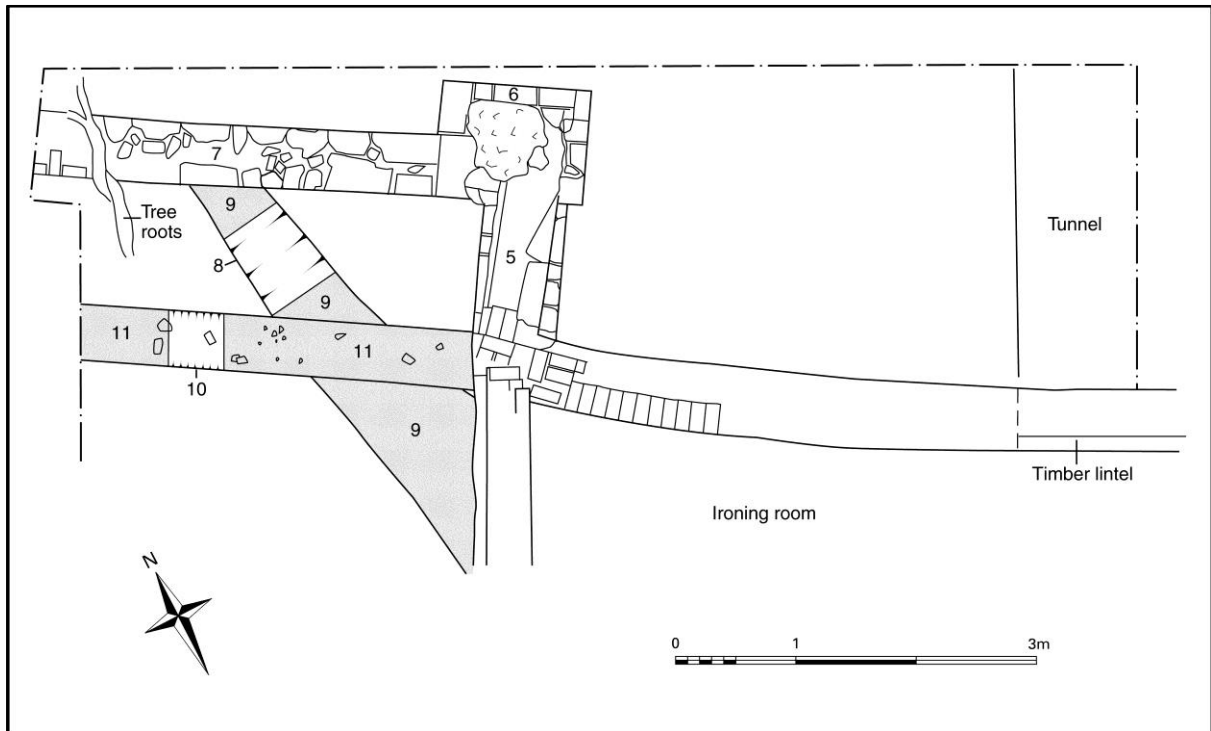 6
7
9
Tree
roots
Tunnel
8
5
9
11
11
10
9
Timber lintel
Ironing room
N
0 1 3m